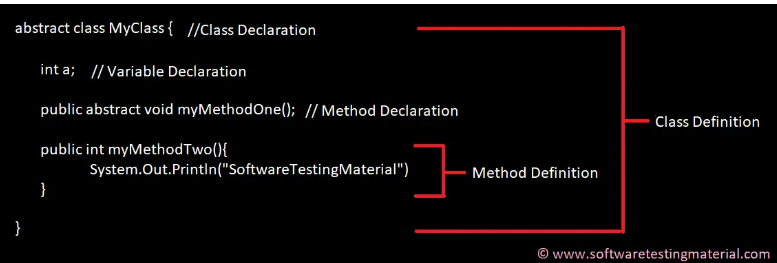 abstract class MyClass { //Class Declaration
int a; // Variable Declaration
public abstract void myMethodOne(); // Method Declaration
Class Definition
public int myMethodTwo(){
System.Out.Println("SoftwareTestingMaterial")
Method Definition
}
}
© www.softwaretestingmaterial.com